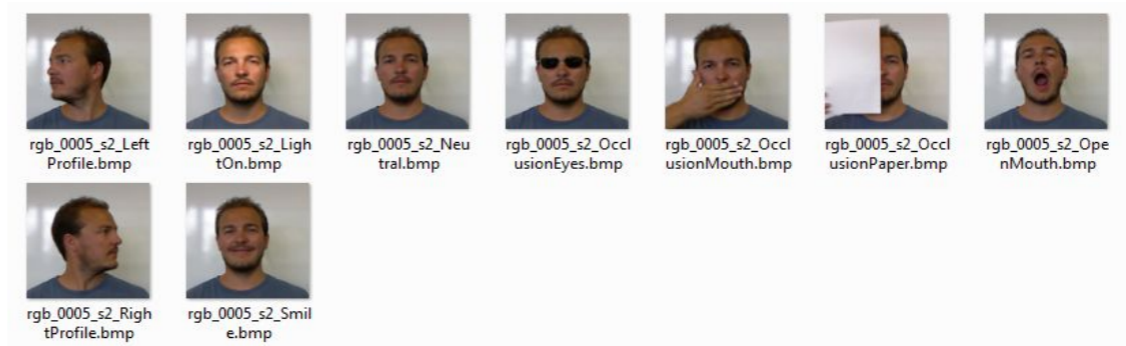 rgb_0005_s2_Left
Profile.bmp
rgb_0005_s2_Ligh
tOn.bmp
rgb_0005_s2_Neu
tral.bmp
rgb_0005_s2_Occl
usionEyes.bmp
rgb_0005_s2_Occl
usionMouth.bmp
rgb_0005_s2_Occl
usionPaper.bmp
rgb_0005_s2_Ope
nMouth.bmp
rgb_0005_s2_Righ
tProfile.bmp
rgb_0005_s2_Smil
e.bmp